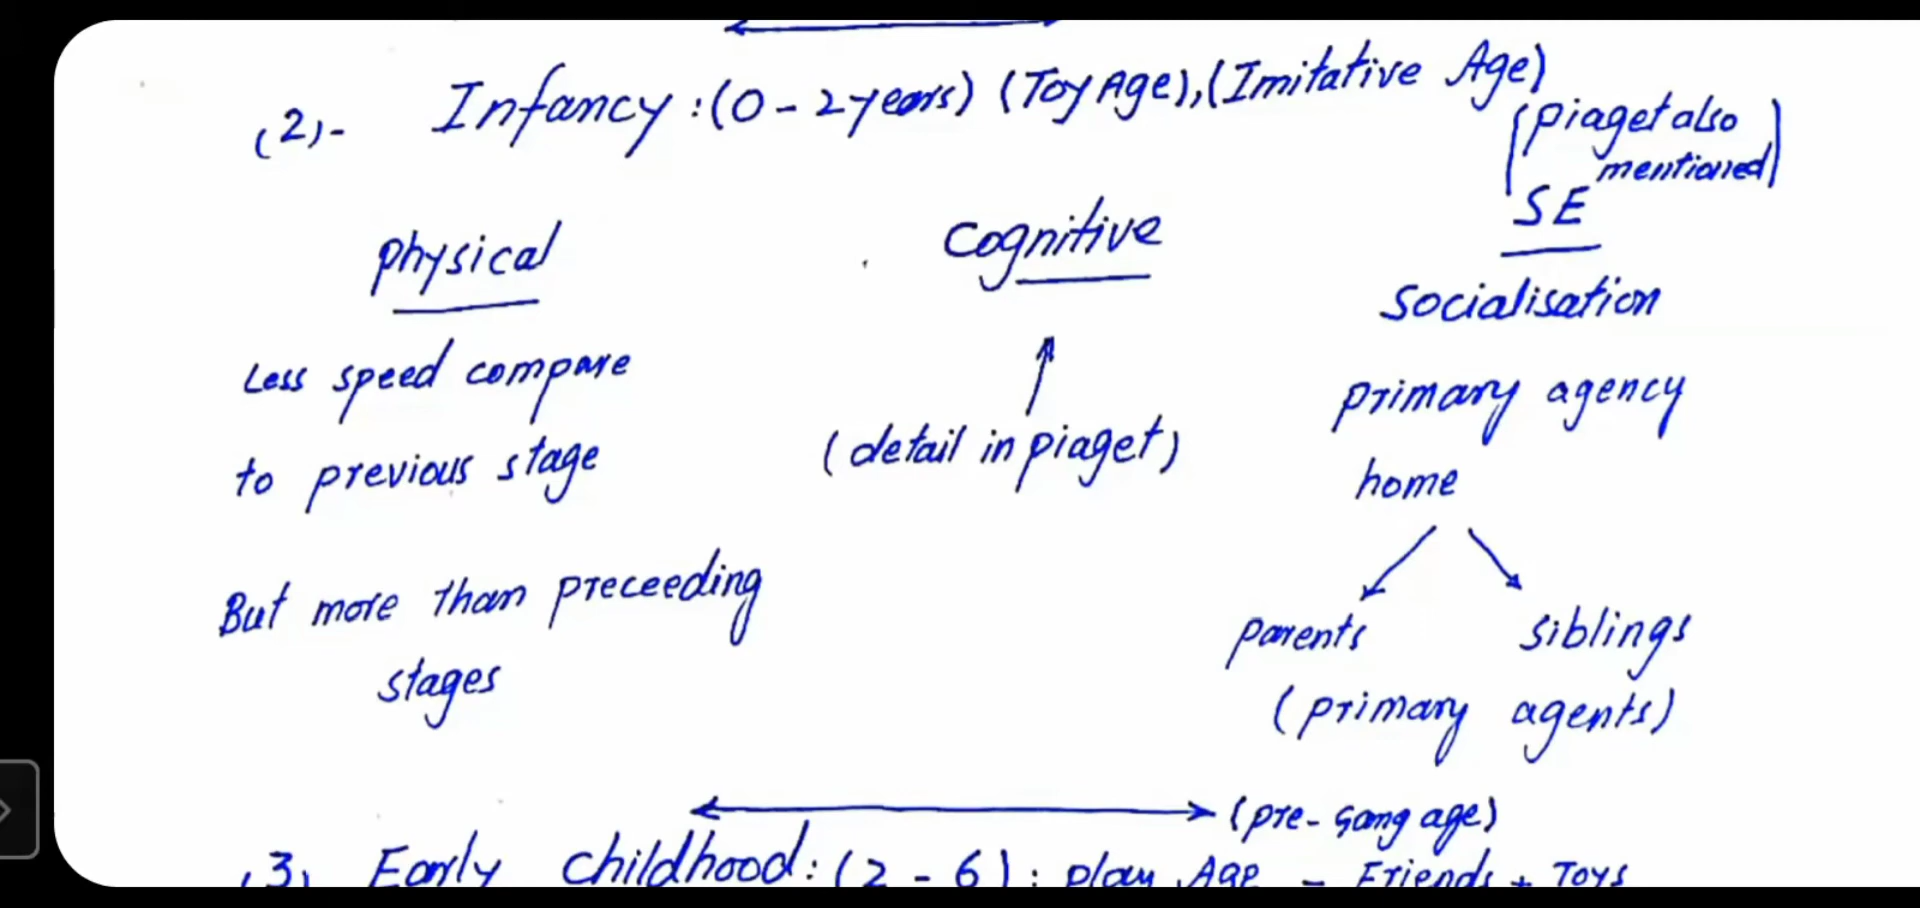 (2)- Infancy : (0 - 2 years) (Toy Age), (Imitative Age)
(piaget also
mentioned)
physical
Less speed compare
to previous stage
But more than preceeding
stages
Cognitive
(detail in piaget)
SE
Socialisation
primary agency
home
parents siblings
(primary agents)
(pre-gang age)
(3) Early childhood : (2 - 6) : play Age - Friends + Toys